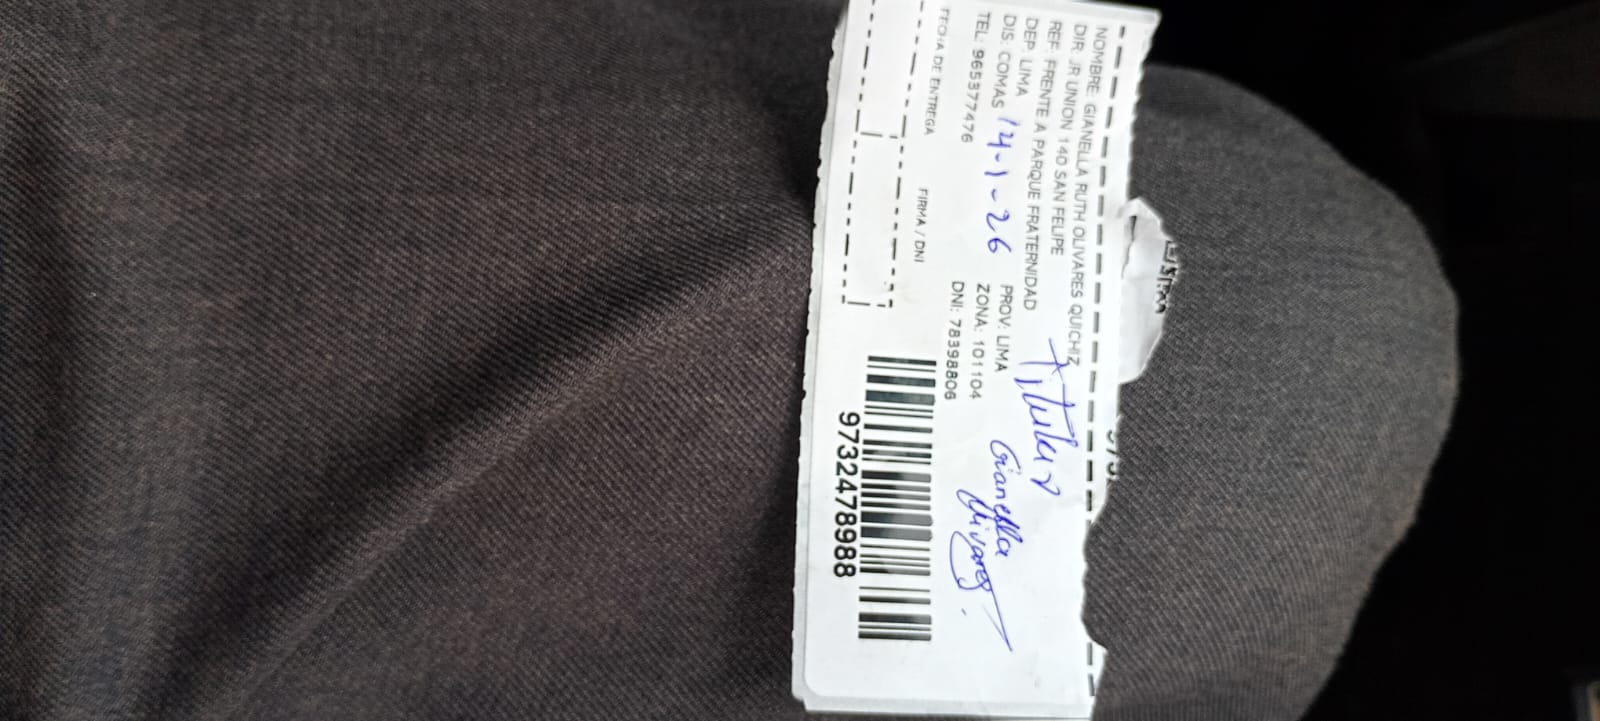 NOMBRE: GIANELLA RUTH OLIVARES QUICHIZ
DIR: JR UNION 140 SAN FELIPE
REF: FRENTE A PARQUE FRATERNIDAD
DEP: LIMA PROV: LIMA
DIS: COMAS ZONA: 101104
TEL: 965377476 DNI: 78398806
14-1-26
Titular
Gianella
Olivares
FECHA DE ENTREGA FIRMA / DNI
9732478988